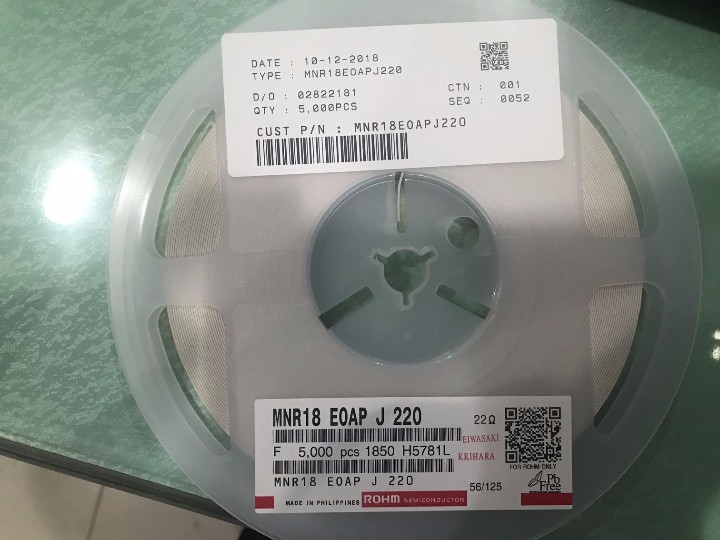 DATE : 10-12-2018
TYPE : MNR18E0APJ220
D/O : 02822181
QTY : 5,000PCS
CTN : 001
SEQ : 0052
CUST P/N : MNR18E0APJ220
MNR18 E0AP J 220
22Ω
F 5,000 pcs 1850 H5781L
EIWASAKI
KKIHARA
MNR18 E0AP J 220
56/125
FOR ROHM ONLY
Pb
Free
MADE IN PHILIPPINES ROHM SEMICONDUCTOR